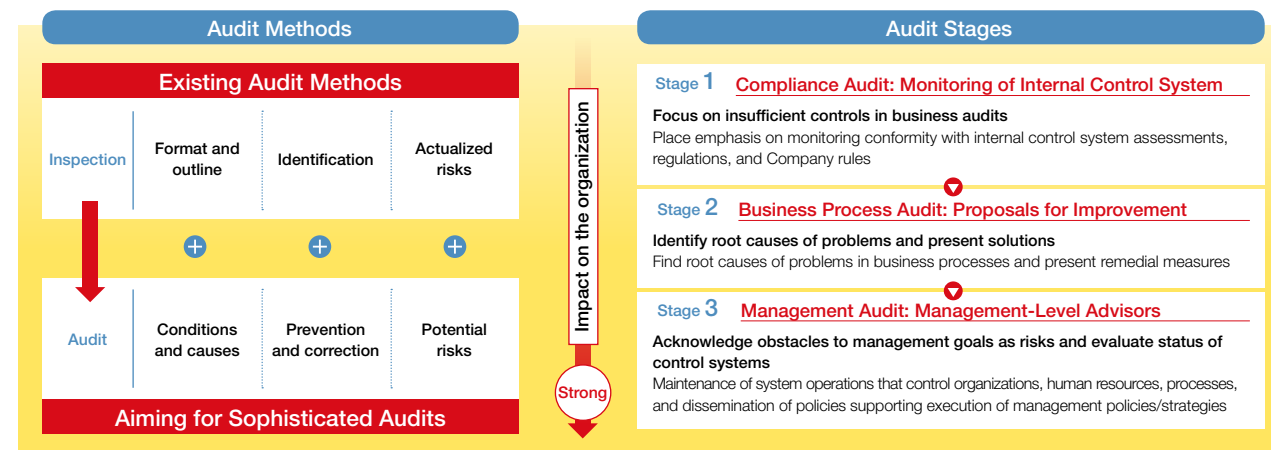 Audit Methods
Existing Audit Methods
Inspection
Format and
outline
Identification
Actualized
risks
Audit
Conditions
and causes
Prevention
and correction
Potential
risks
Aiming for Sophisticated Audits
Impact on the organization
Strong
Audit Stages
Stage 1 Compliance Audit: Monitoring of Internal Control System
Focus on insufficient controls in business audits
Place emphasis on monitoring conformity with internal control system assessments,
regulations, and Company rules
Stage 2 Business Process Audit: Proposals for Improvement
Identify root causes of problems and present solutions
Find root causes of problems in business processes and present remedial measures
Stage 3 Management Audit: Management-Level Advisors
Acknowledge obstacles to management goals as risks and evaluate status of
control systems
Maintenance of system operations that control organizations, human resources, processes,
and dissemination of policies supporting execution of management policies/strategies